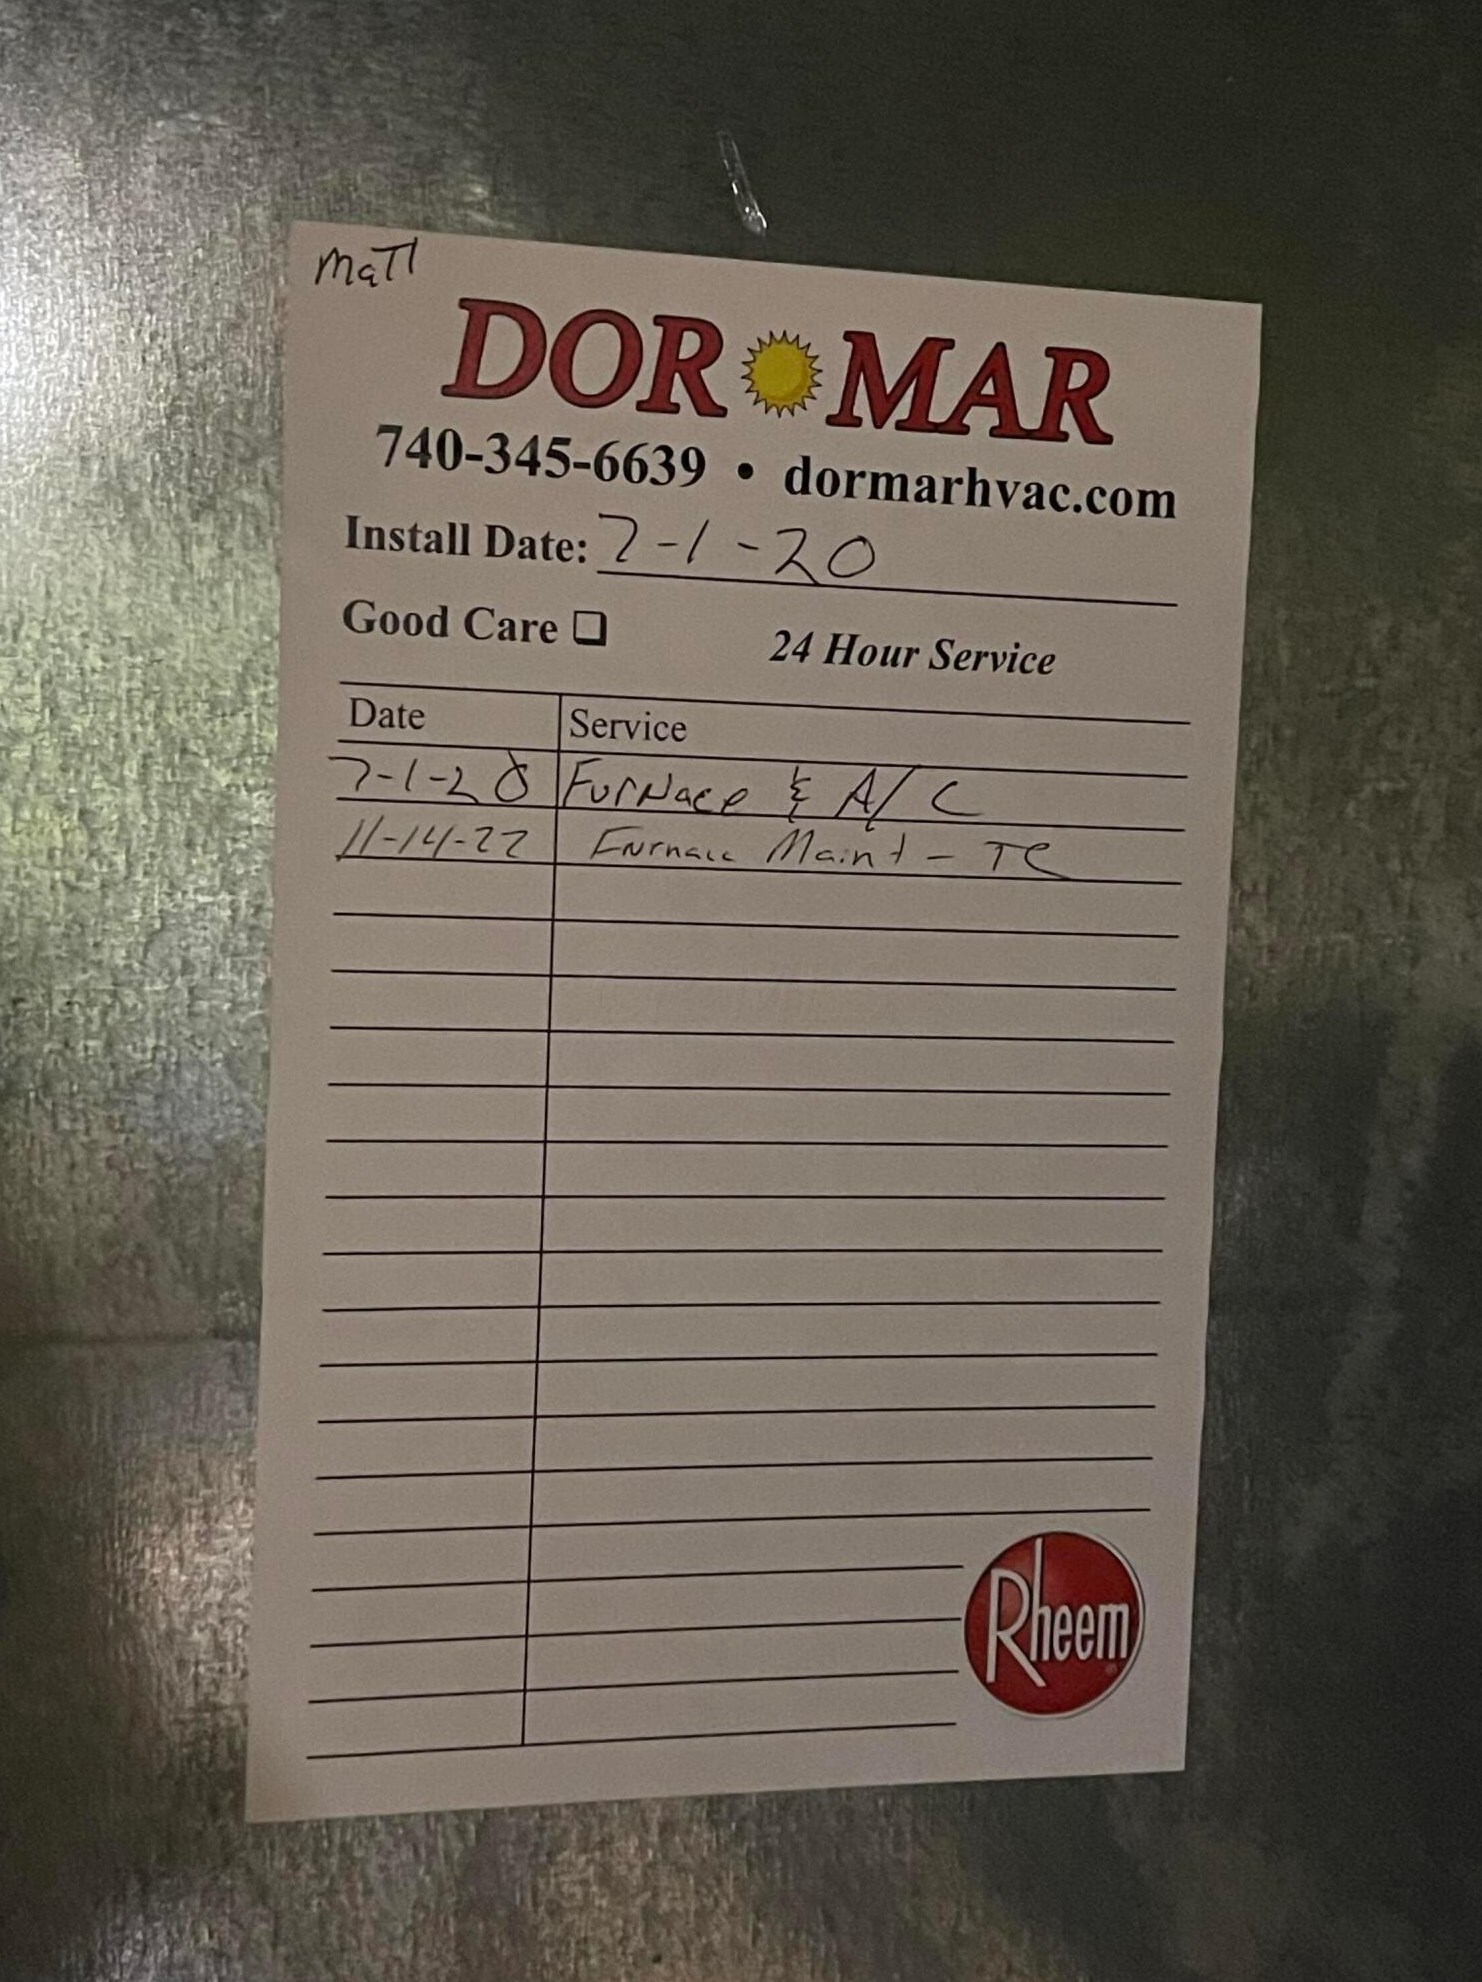 Matt
DOR MAR
740-345-6639 • dormarhvac.com
Install Date: 7-1-20
Good Care ❏ 24 Hour Service
Date Service
7-1-20 Furnace & A/C
11-14-22 Furnace Maint - TC
Rheem